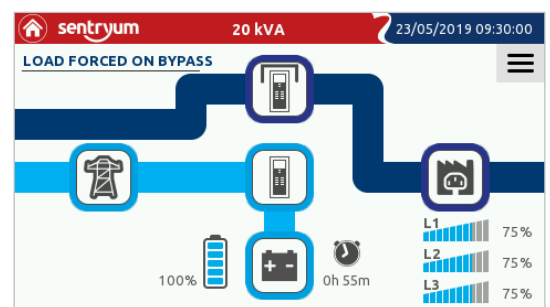 sentryum 20 kVA 23/05/2019 09:30:00
LOAD FORCED ON BYPASS
L1 75%
L2 75%
100% 0h 55m
L3 75%